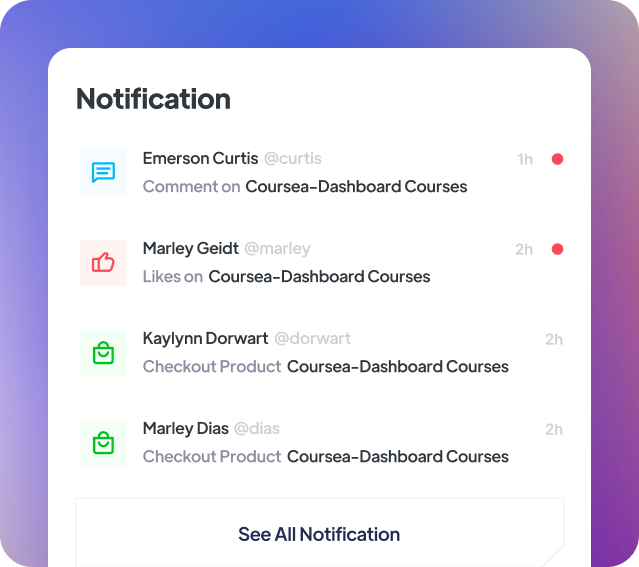 Notification
Emerson Curtis @curtis 1h
Comment on Coursea-Dashboard Courses
Marley Geidt @marley 2h
Likes on Coursea-Dashboard Courses
Kaylynn Dorwart @dorwart 2h
Checkout Product Coursea-Dashboard Courses
Marley Dias @dias 2h
Checkout Product Coursea-Dashboard Courses
See All Notification